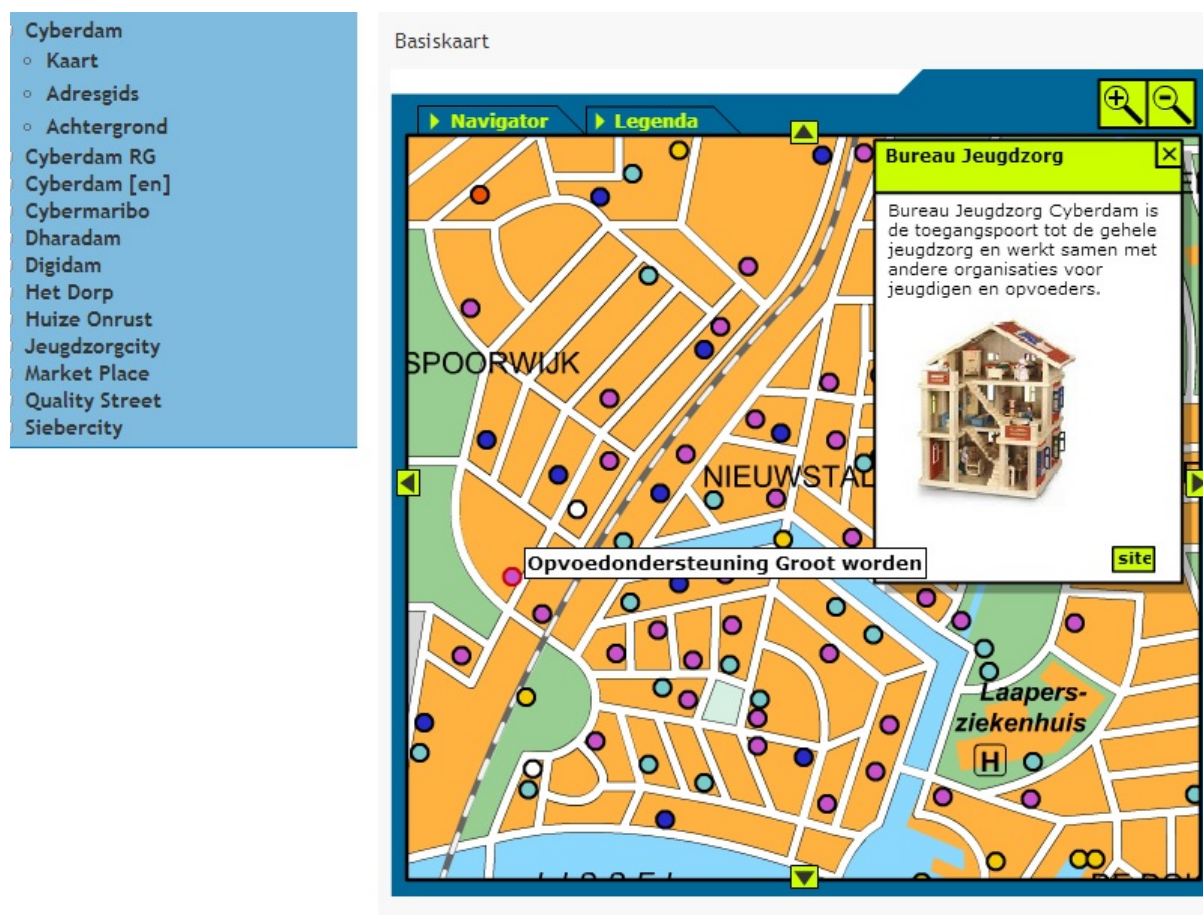 Cyberdam
Kaart
Adresgids
Achtergrond
Cyberdam RG
Cyberdam [en]
Cybermaribo
Dharadam
Digidam
Het Dorp
Huize Onrust
Jeugdzorgcity
Market Place
Quality Street
Siebercity
Basiskaart
Navigator
Legenda
Bureau Jeugdzorg
Bureau Jeugdzorg Cyberdam is
de toegangspoort tot de gehele
jeugdzorg en werkt samen met
andere organisaties voor
jeugdigen en opvoeders.
site
SPOORWIJK
NIEUWSTAD
Opvoedondersteuning Groot worden
Laapers-
ziekenhuis
H